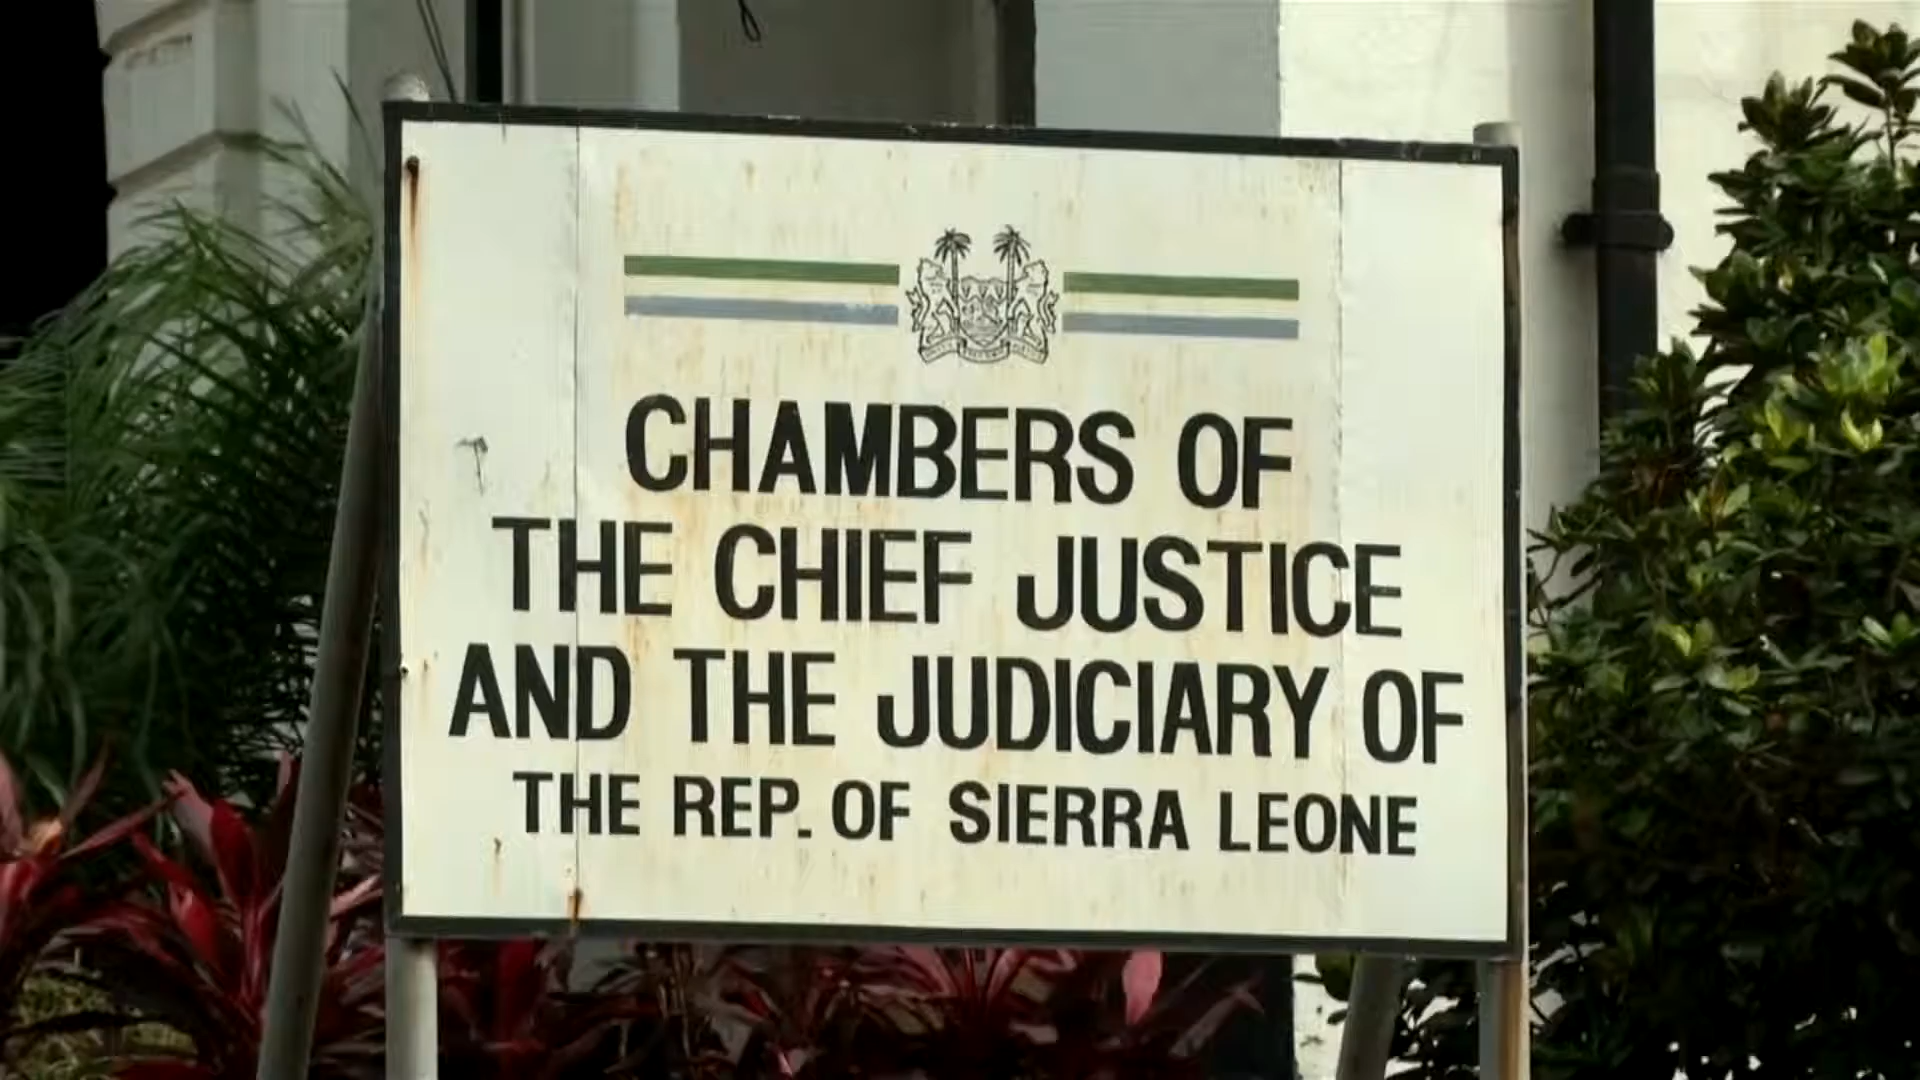 CHAMBERS OF
THE CHIEF JUSTICE
AND THE JUDICIARY OF
THE REP. OF SIERRA LEONE